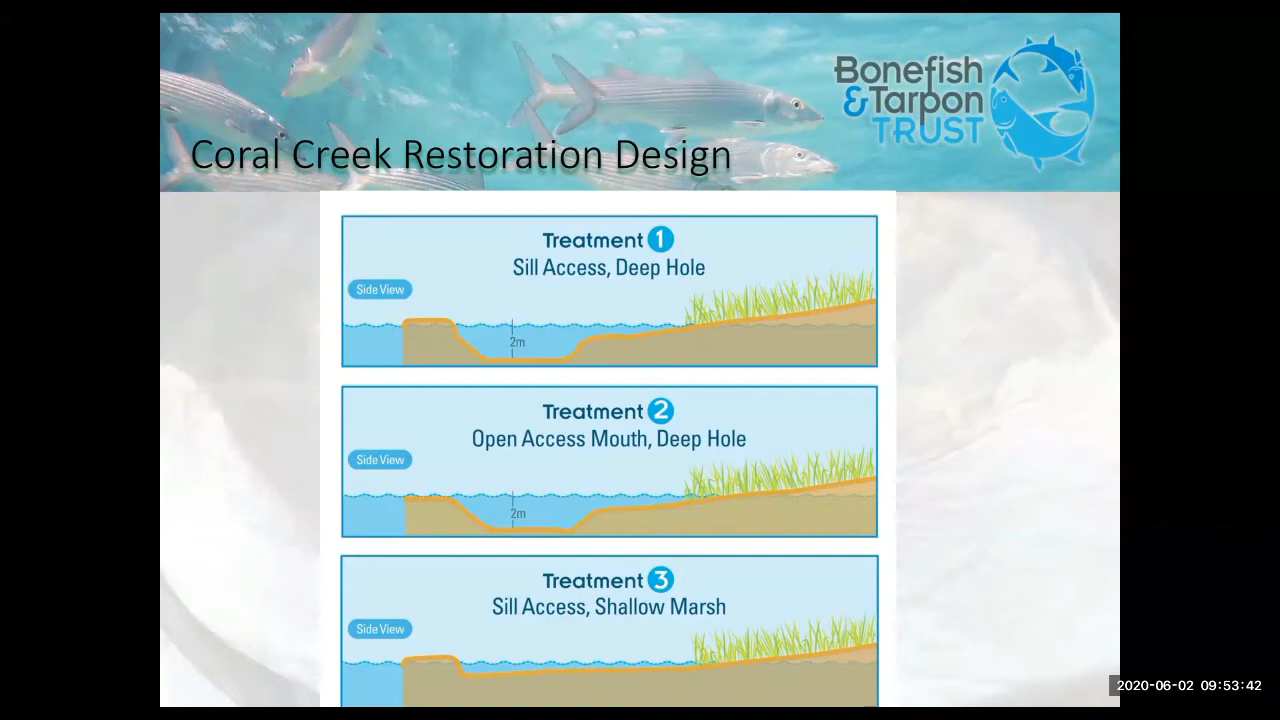 Bonefish
&Tarpon
TRUST
Coral Creek Restoration Design
Treatment 1
Sill Access, Deep Hole
Side View
2m
Treatment 2
Open Access Mouth, Deep Hole
Side View
2m
Treatment 3
Sill Access, Shallow Marsh
Side View
2020-06-02 09:53:42